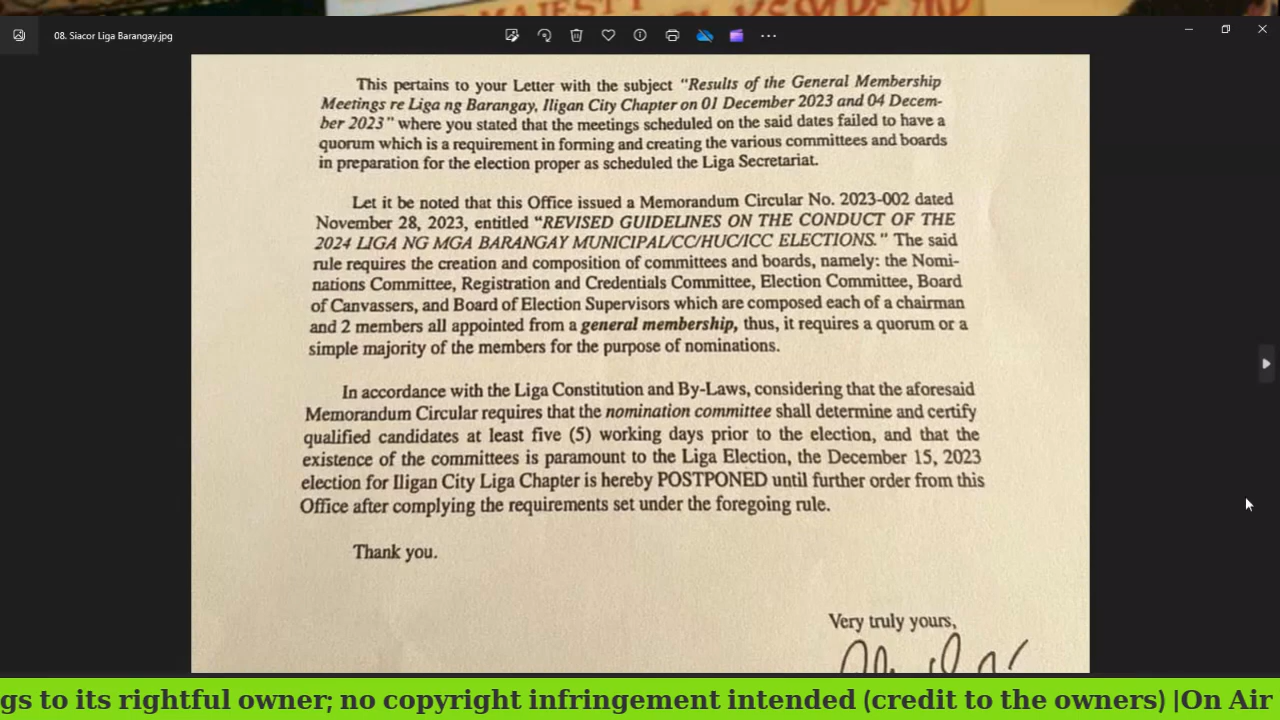 MAJESTY
08. Siacor Liga Barangay.jpg
This pertains to your Letter with the subject "Results of the General Membership
Meetings re Liga ng Barangay, Iligan City Chapter on 01 December 2023 and 04 Decem-
ber 2023" where you stated that the meetings scheduled on the said dates failed to have a
quorum which is a requirement in forming and creating the various committees and boards
in preparation for the election proper as scheduled the Liga Secretariat.
Let it be noted that this Office issued a Memorandum Circular No. 2023-002 dated
November 28, 2023, entitled "REVISED GUIDELINES ON THE CONDUCT OF THE
2024 LIGA NG MGA BARANGAY MUNICIPAL/CC/HUC/ICC ELECTIONS." The said
rule requires the creation and composition of committees and boards, namely: the Nomi-
nations Committee, Registration and Credentials Committee, Election Committee, Board
of Canvassers, and Board of Election Supervisors which are composed each of a chairman
and 2 members all appointed from a general membership, thus, it requires a quorum or a
simple majority of the members for the purpose of nominations.
In accordance with the Liga Constitution and By-Laws, considering that the aforesaid
Memorandum Circular requires that the nomination committee shall determine and certify
qualified candidates at least five (5) working days prior to the election, and that the
existence of the committees is paramount to the Liga Election, the December 15, 2023
election for Iligan City Liga Chapter is hereby POSTPONED until further order from this
Office after complying the requirements set under the foregoing rule.
Thank you.
Very truly yours,
gs to its rightful owner; no copyright infringement intended (credit to the owners) |On Air